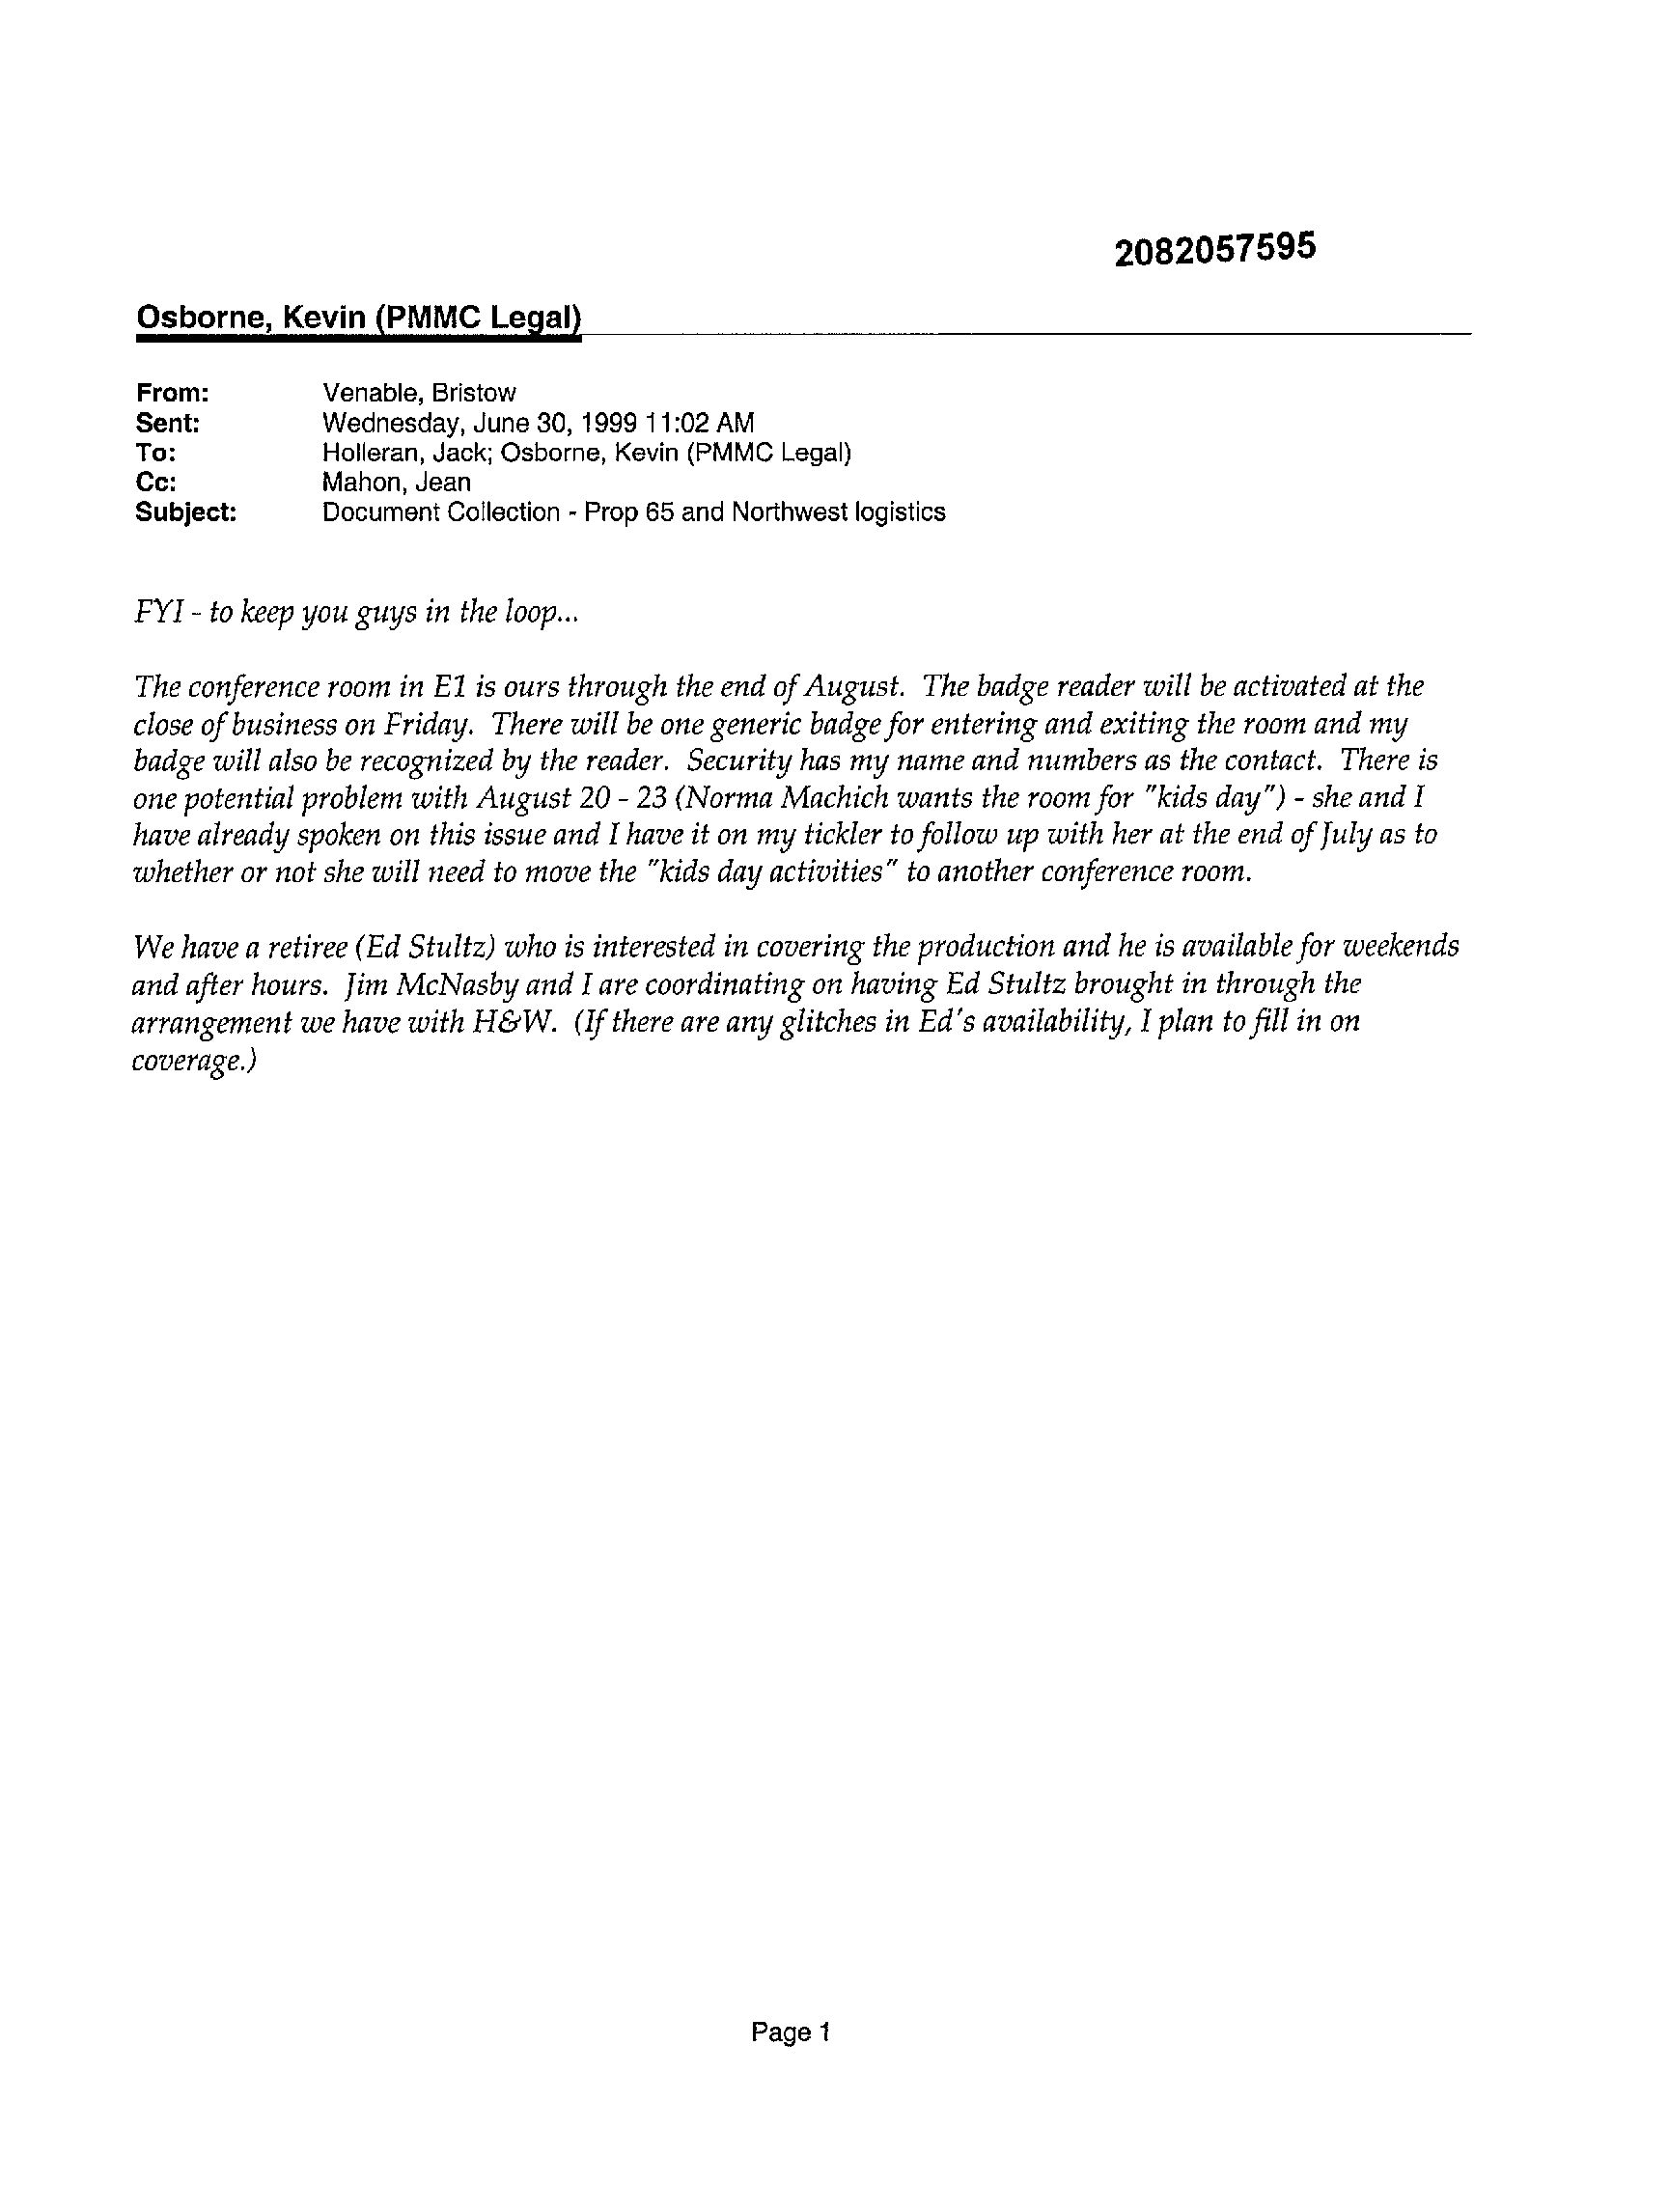 2082057595
Osborne, Kevin (PMMC Legal)
From: Venable, Bristow
Sent: Wednesday, June 30, 1999 11:02 AM
To: Holleran, Jack; Osborne, Kevin (PMMC Legal)
Cc: Mahon, Jean
Subject: Document Collection - Prop 65 and Northwest logistics
FYI - to keep you guys in the loop...
The conference room in E1 is ours through the end of August. The badge reader will be activated at the
close of business on Friday. There will be one generic badge for entering and exiting the room and my
badge will also be recognized by the reader. Security has my name and numbers as the contact. There is
one potential problem with August 20 - 23 (Norma Machich wants the room for "kids day") - she and I
have already spoken on this issue and I have it on my tickler to follow up with her at the end of July as to
whether or not she will need to move the "kids day activities" to another conference room.
We have a retiree (Ed Stultz) who is interested in covering the production and he is available for weekends
and after hours. Jim McNasby and I are coordinating on having Ed Stultz brought in through the
arrangement we have with H&W. (If there are any glitches in Ed's availability, I plan to fill in on
coverage.)
Page 1